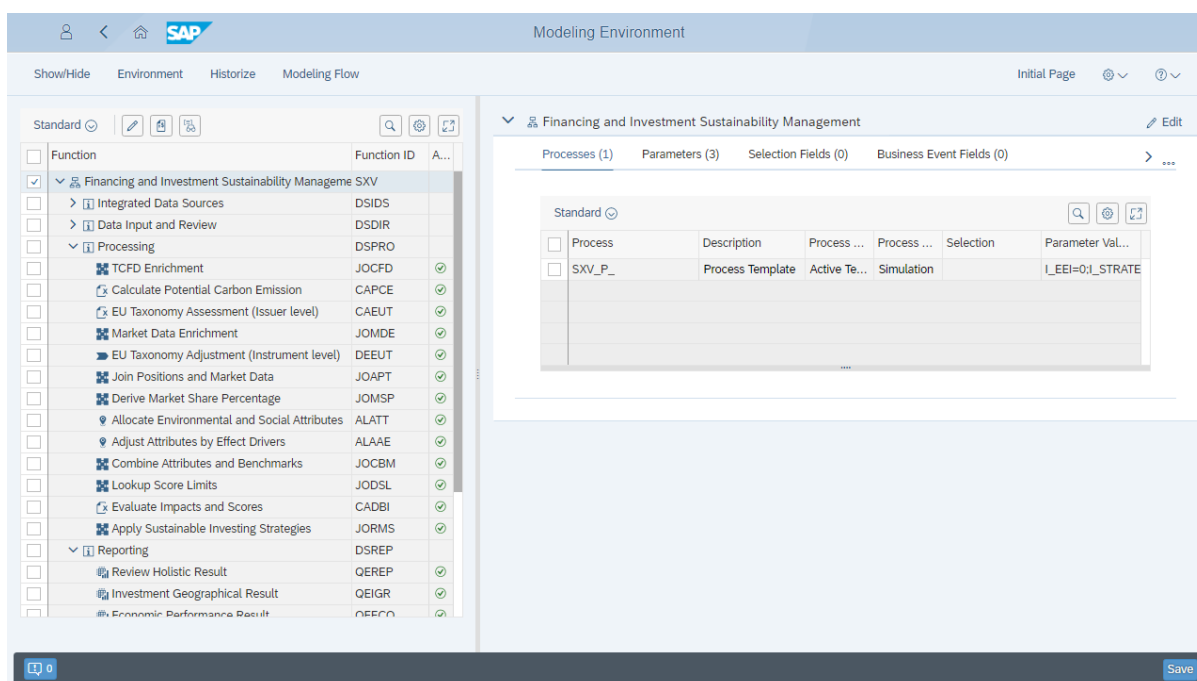 SAP
Modeling Environment
Show/Hide Environment Historize Modeling Flow
Initial Page
Standard
Function Function ID A...
Financing and Investment Sustainability Manageme SXV
Integrated Data Sources DSIDS
Data Input and Review DSDIR
Processing DSPRO
TCFD Enrichment JOCFD
Calculate Potential Carbon Emission CAPCE
EU Taxonomy Assessment (Issuer level) CAEUT
Market Data Enrichment JOMDE
EU Taxonomy Adjustment (Instrument level) DEEUT
Join Positions and Market Data JOAPT
Derive Market Share Percentage JOMSP
Allocate Environmental and Social Attributes ALATT
Adjust Attributes by Effect Drivers ALAAE
Combine Attributes and Benchmarks JOCBM
Lookup Score Limits JODSL
Evaluate Impacts and Scores CADBI
Apply Sustainable Investing Strategies JORMS
Reporting DSREP
Review Holistic Result QEREP
Investment Geographical Result QEIGR
Economic Performance Result
Financing and Investment Sustainability Management
Edit
Processes (1) Parameters (3) Selection Fields (0) Business Event Fields (0)
Standard
Process Description Process ... Process ... Selection Parameter Val...
SXV_P_ Process Template Active Te... Simulation I_EEI=0;I_STRATE
0
Save